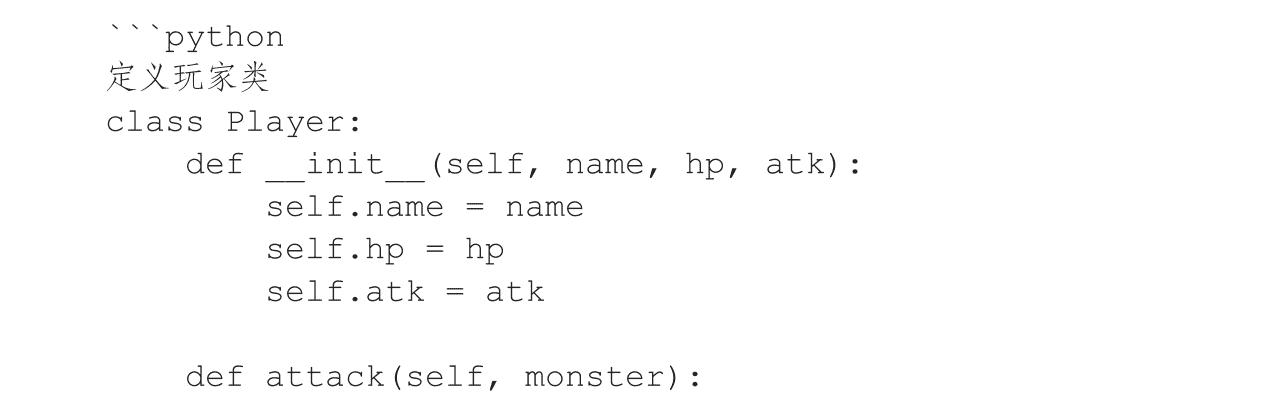 ```python
定义玩家类
class Player:
    def __init__(self, name, hp, atk):
        self.name = name
        self.hp = hp
        self.atk = atk

    def attack(self, monster):